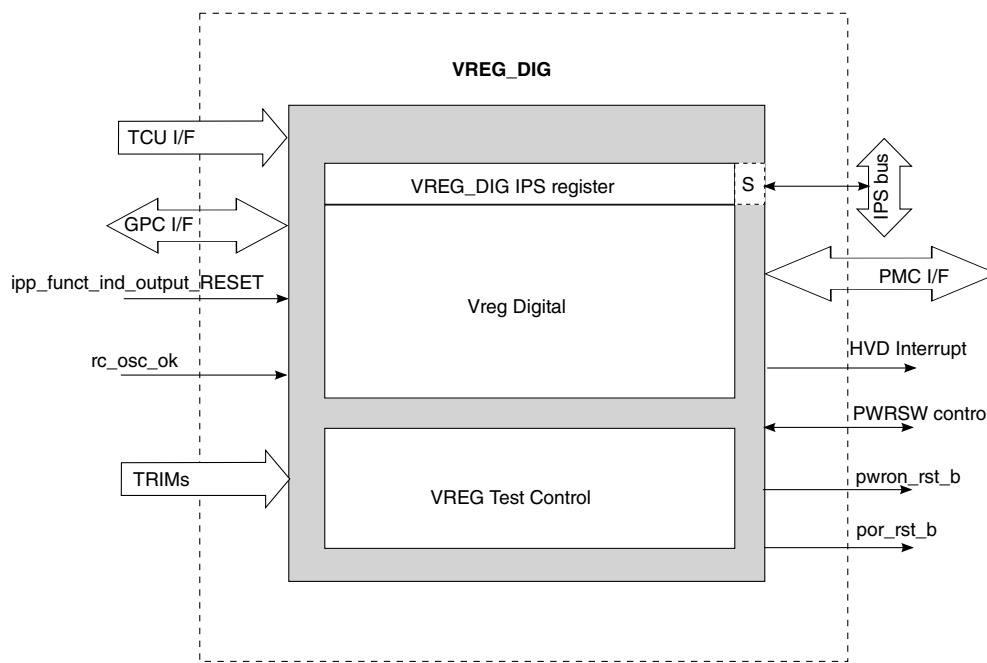 VREG_DIG
TCU I/F
VREG_DIG IPS register
S
IPS bus
GPC I/F
ipp_funct_ind_output_RESET
PMC I/F
Vreg Digital
rc_osc_ok
HVD Interrupt
PWRSW contro
TRIMs
VREG Test Control
pwron_rst_b
por_rst_b